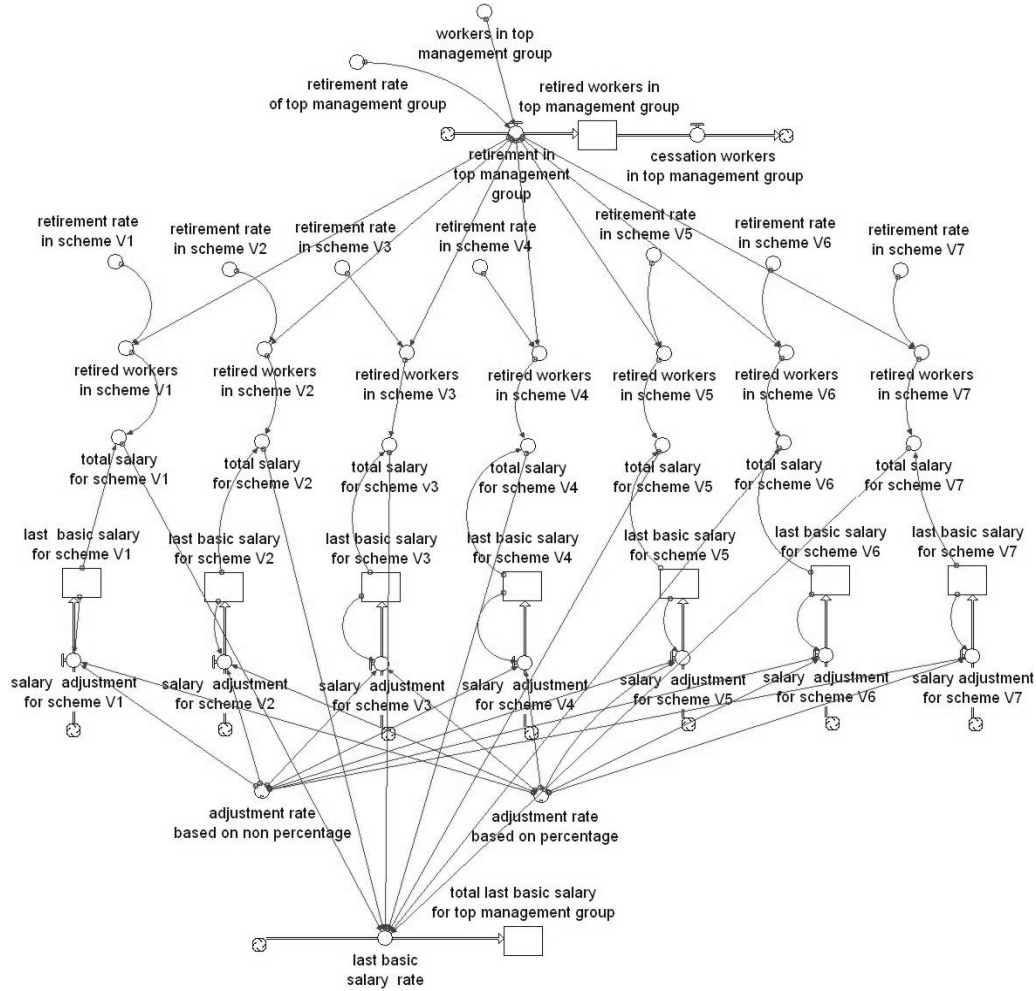 workers in top
management group
retirement rate
of top management group
retired workers in
top management group
retirement in
top management
group
cessation workers
in top management group
retirement rate
in scheme V1
retirement rate
in scheme V2
retirement rate
in scheme V3
retirement rate
in scheme V4
retirement rate
in scheme V5
retirement rate
in scheme V6
retirement rate
in scheme V7
retired workers
in scheme V1
retired workers
in scheme V2
retired workers
in scheme V3
retired workers
in scheme V4
retired workers
in scheme V5
retired workers
in scheme V6
retired workers
in scheme V7
total salary
for scheme V1
total salary
for scheme V2
total salary
for scheme v3
total salary
for scheme V4
total salary
for scheme V5
total salary
for scheme V6
total salary
for scheme V7
last basic salary
for scheme V1
last basic salary
for scheme V2
last basic salary
for scheme V3
last basic salary
for scheme V4
last basic salary
for scheme V5
last basic salary
for scheme V6
last basic salary
for scheme V7
salary adjustment
for scheme V1
salary adjustment
for scheme V2
salary adjustment
for scheme V3
salary adjustment
for scheme V4
salary adjustment
for scheme V5
salary adjustment
for scheme V6
salary adjustment
for scheme V7
adjustment rate
based on non percentage
adjustment rate
based on percentage
total last basic salary
for top management group
last basic
salary rate